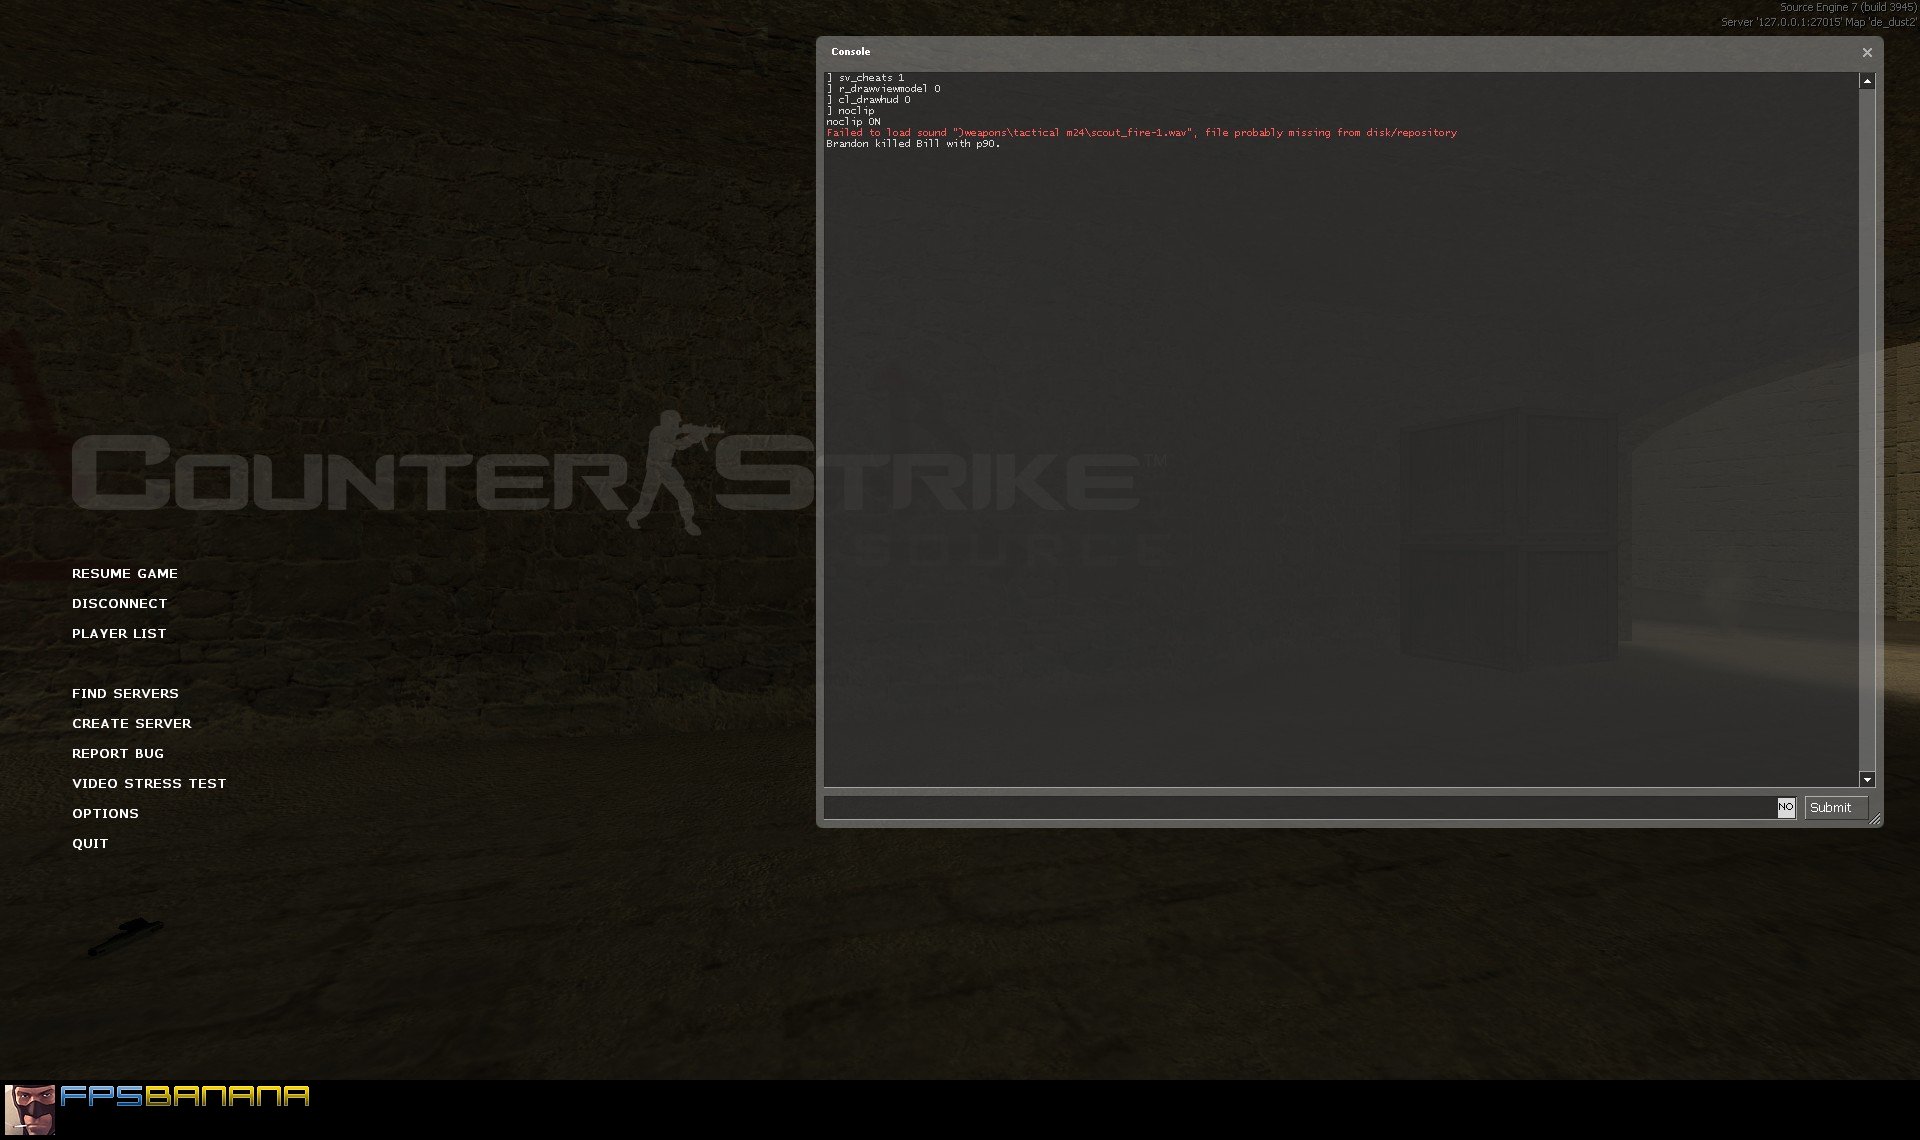 Source Engine 7 (build 3945)
Server '127.0.0.1:27015' Map 'de_dust2'
Console
] sv_cheats 1
] r_drawviewmodel 0
] cl_drawhud 0
] noclip
noclip ON
Failed to load sound ")weapons\tactical m24\scout_fire-1.wav", file probably missing from disk/repository
Brandon killed Bill with p90.
COUNTER STRIKE™
SOURCE
RESUME GAME
DISCONNECT
PLAYER LIST
FIND SERVERS
CREATE SERVER
REPORT BUG
VIDEO STRESS TEST
OPTIONS
QUIT
NO
Submit
FPSBANANA